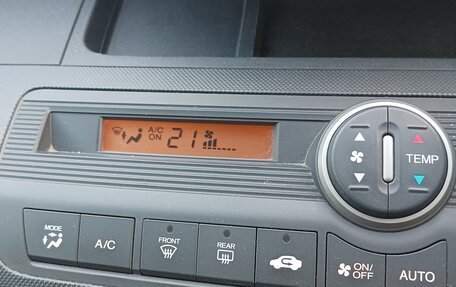 A/C
ON
21
TEMP
MODE
A/C
FRONT
REAR
ON/
OFF
AUTO